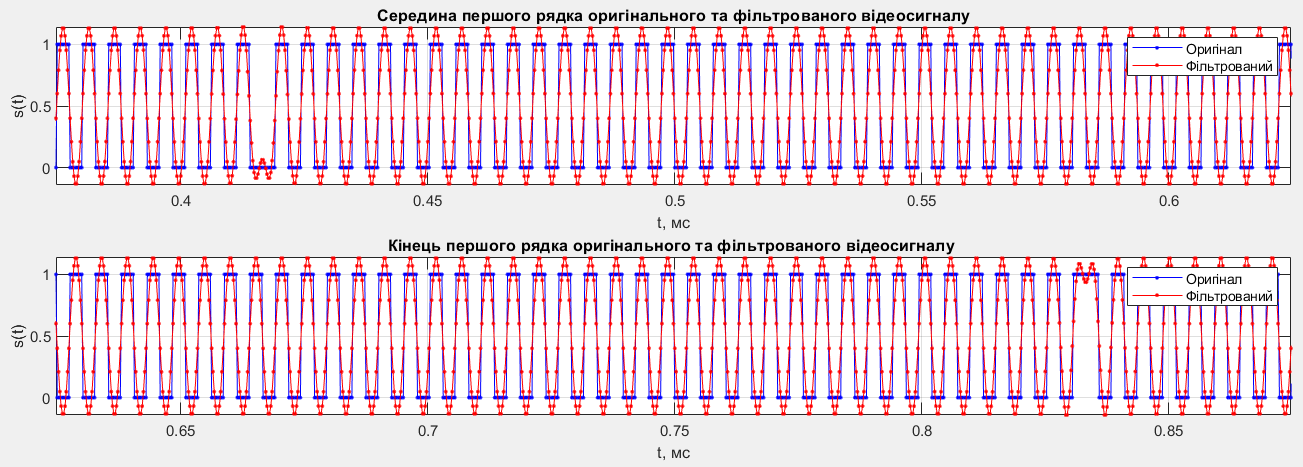 Середина першого рядка оригінального та фільтрованого відеосигналу
1
0.5
0
s(t)
Оригінал
Фільтрований
0.4
0.45
0.5
0.55
0.6
t, мс
Кінець першого рядка оригінального та фільтрованого відеосигналу
1
0.5
0
s(t)
Оригінал
Фільтрований
0.65
0.7
0.75
0.8
0.85
t, мс